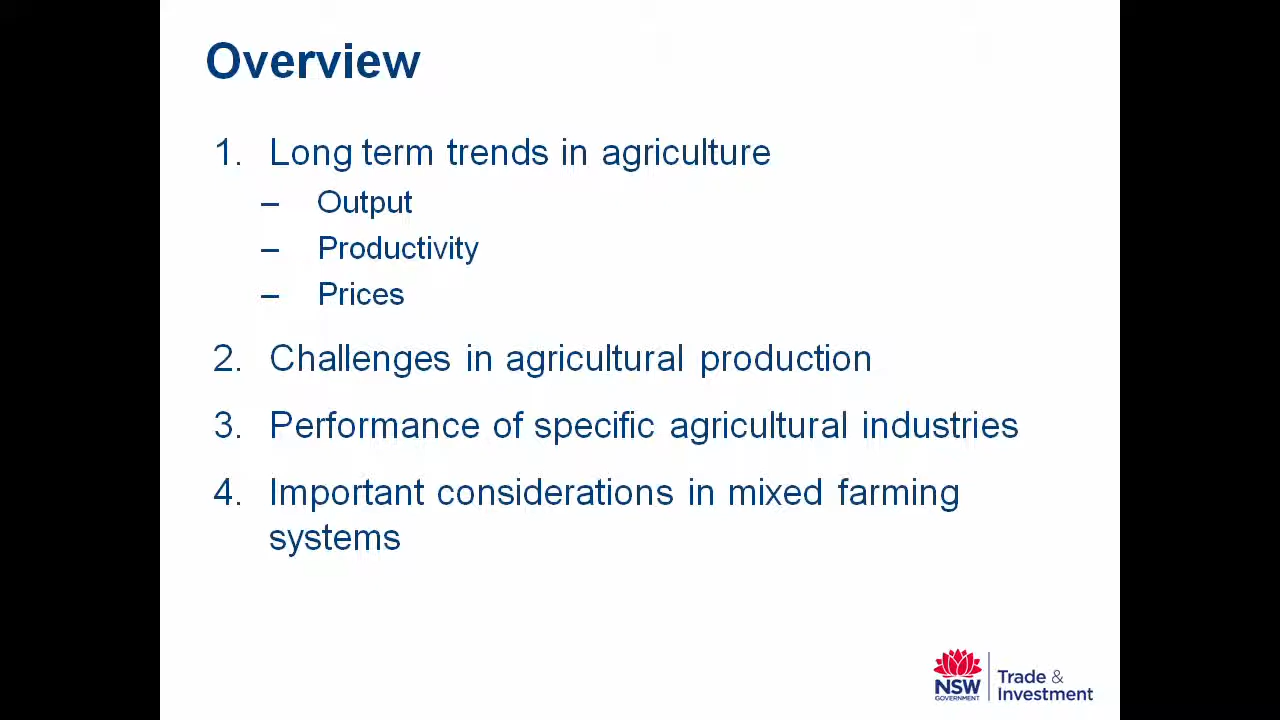 Overview
1. Long term trends in agriculture
– Output
– Productivity
– Prices
2. Challenges in agricultural production
3. Performance of specific agricultural industries
4. Important considerations in mixed farming
systems
NSW
GOVERNMENT
Trade &
Investment